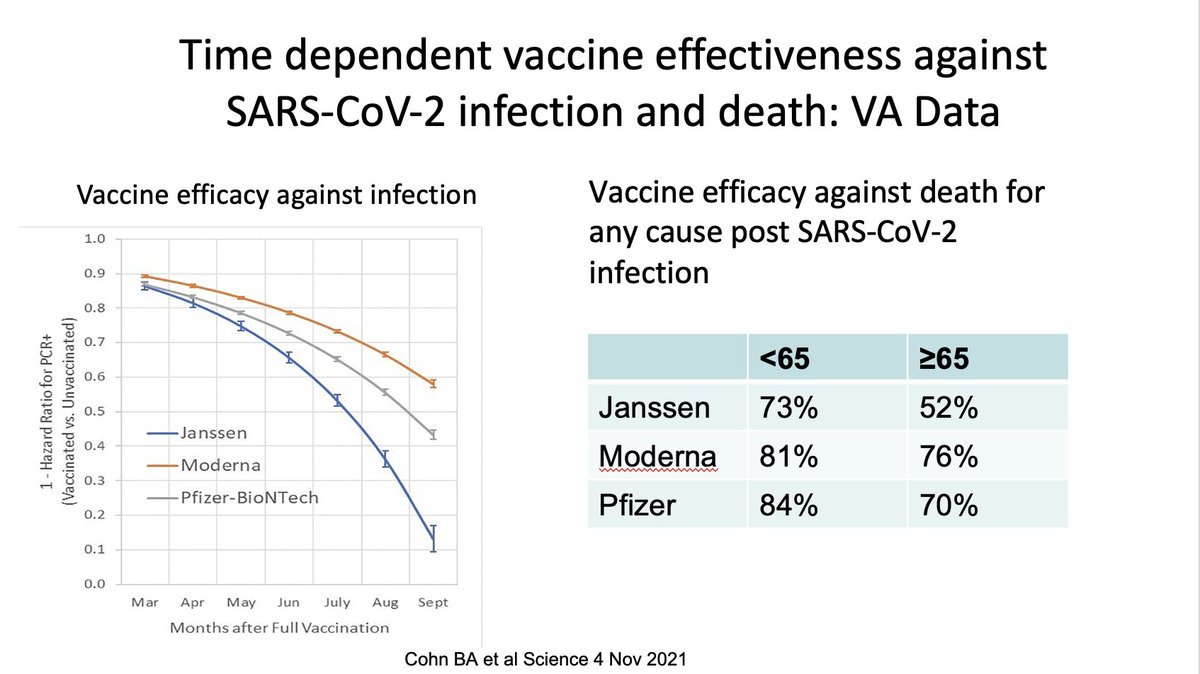 Time dependent vaccine effectiveness against
SARS-CoV-2 infection and death: VA Data
Vaccine efficacy against infection
1.0
0.9
0.8
0.7
0.6
0.5
0.4
0.3
0.2
0.1
0.0
1 - Hazard Ratio for PCR+
(Vaccinated vs. Unvaccinated)
Janssen
Moderna
Pfizer-BioNTech
Mar Apr May Jun July Aug Sept
Months after Full Vaccination
Vaccine efficacy against death for
any cause post SARS-CoV-2
infection
<65 ≥65
Janssen 73% 52%
Moderna 81% 76%
Pfizer 84% 70%
Cohn BA et al Science 4 Nov 2021